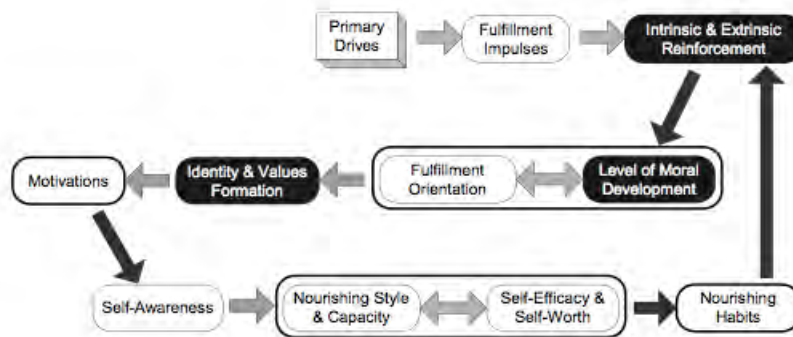 Primary
Drives
Fulfillment
Impulses
Intrinsic & Extrinsic
Reinforcement
Motivations
Identity & Values
Formation
Fulfillment
Orientation
Level of Moral
Development
Self-Awareness
Nourishing Style
& Capacity
Self-Efficacy &
Self-Worth
Nourishing
Habits